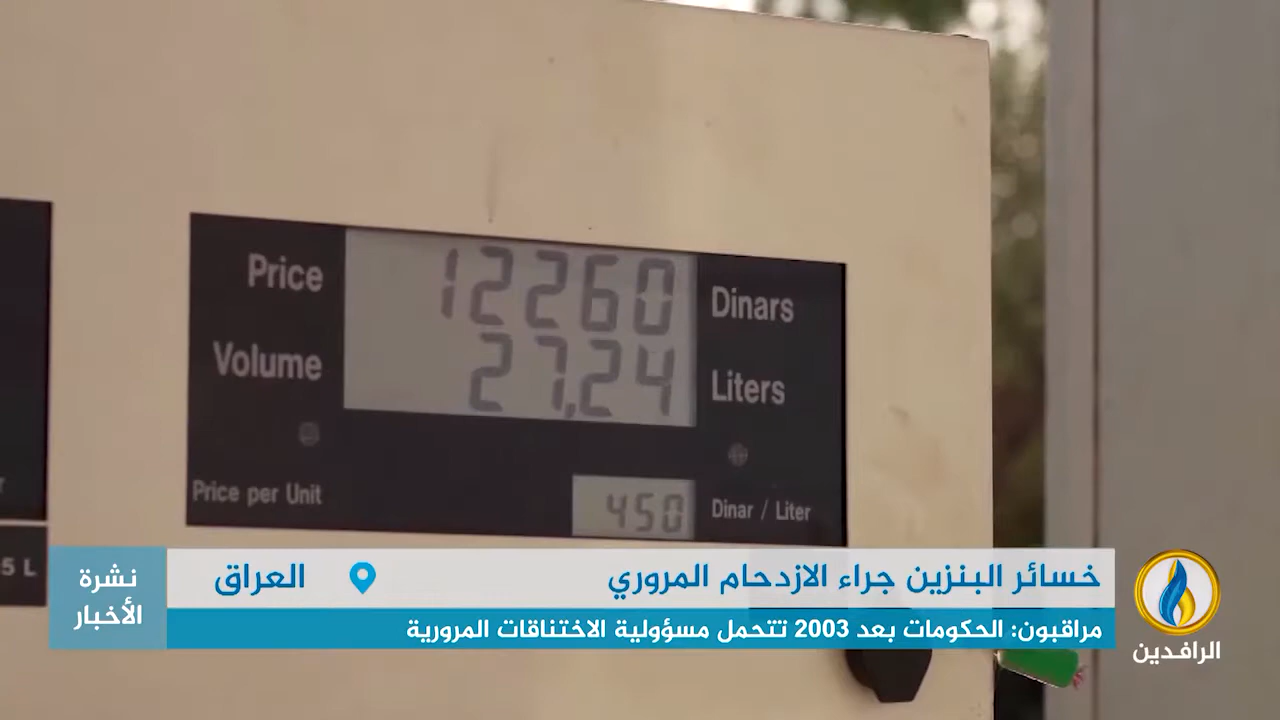 Price 12260 Dinars
Volume 27,24 Liters
Price per Unit 450 Dinar / Liter
5 L
خسائر البنزين جراء الازدحام المروري
العراق
مراقبون: الحكومات بعد 2003 تتحمل مسؤولية الاختناقات المرورية
نشرة
الأخبار
الرافدين